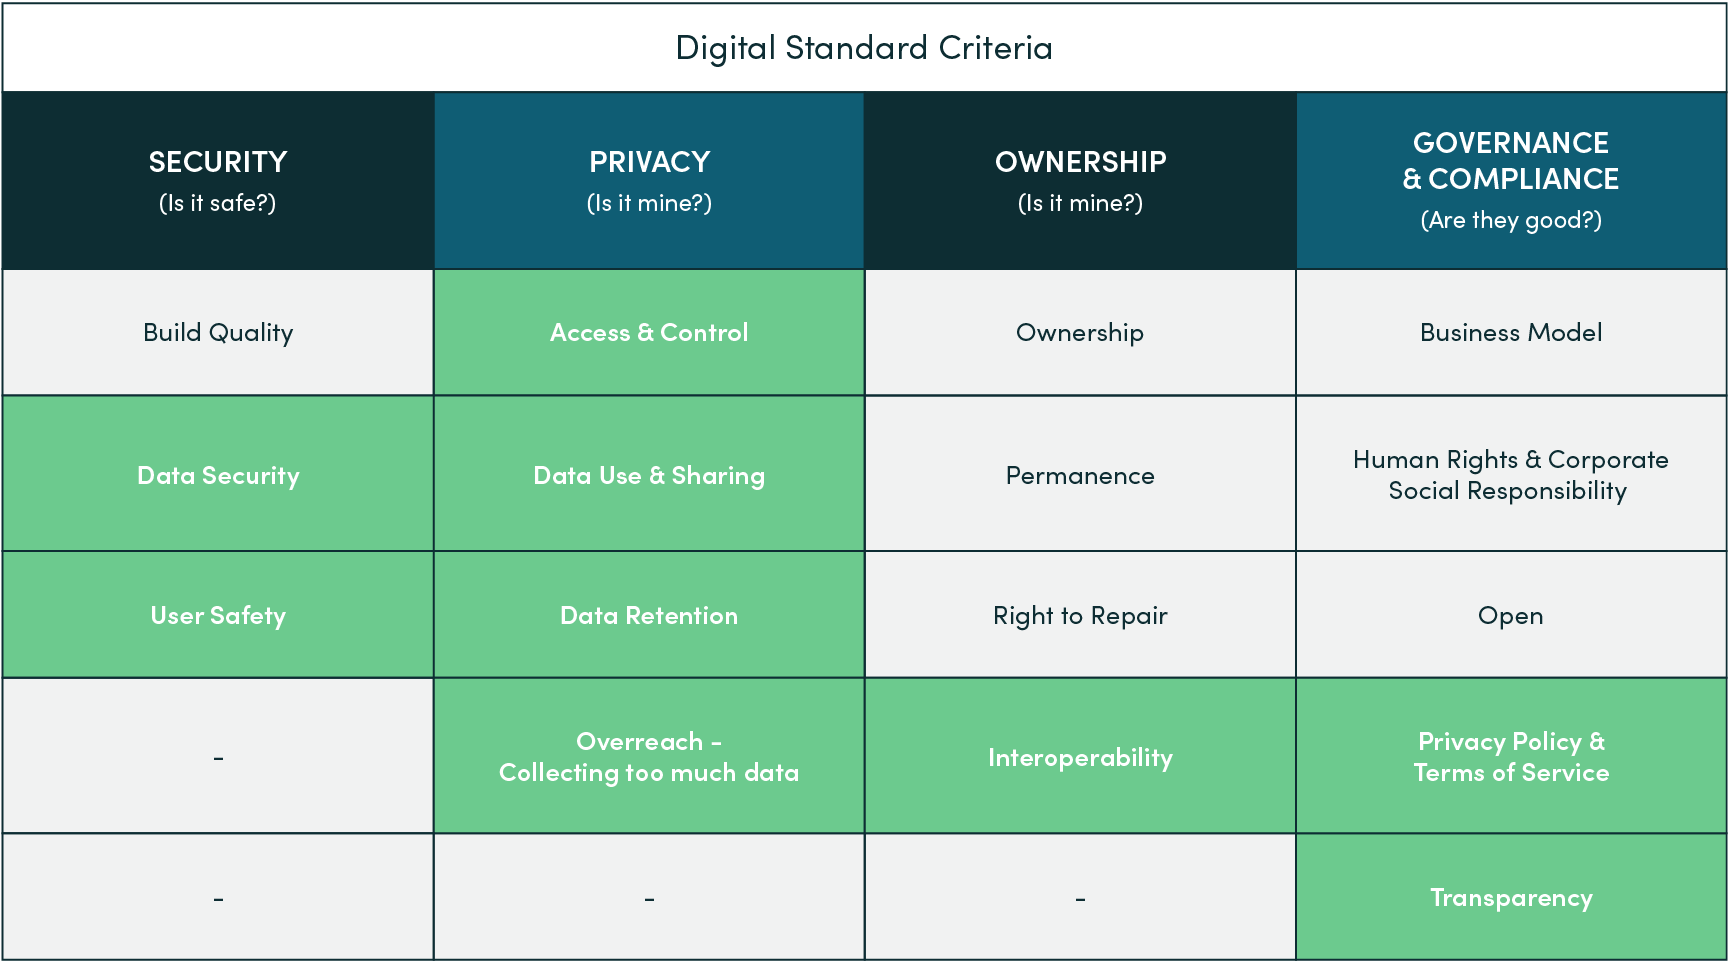 Digital Standard Criteria
SECURITY
(Is it safe?)
PRIVACY
(Is it mine?)
OWNERSHIP
(Is it mine?)
GOVERNANCE
& COMPLIANCE
(Are they good?)
Build Quality
Access & Control
Ownership
Business Model
Data Security
Data Use & Sharing
Permanence
Human Rights & Corporate
Social Responsibility
User Safety
Data Retention
Right to Repair
Open
-
Overreach -
Collecting too much data
Interoperability
Privacy Policy &
Terms of Service
-
-
-
Transparency